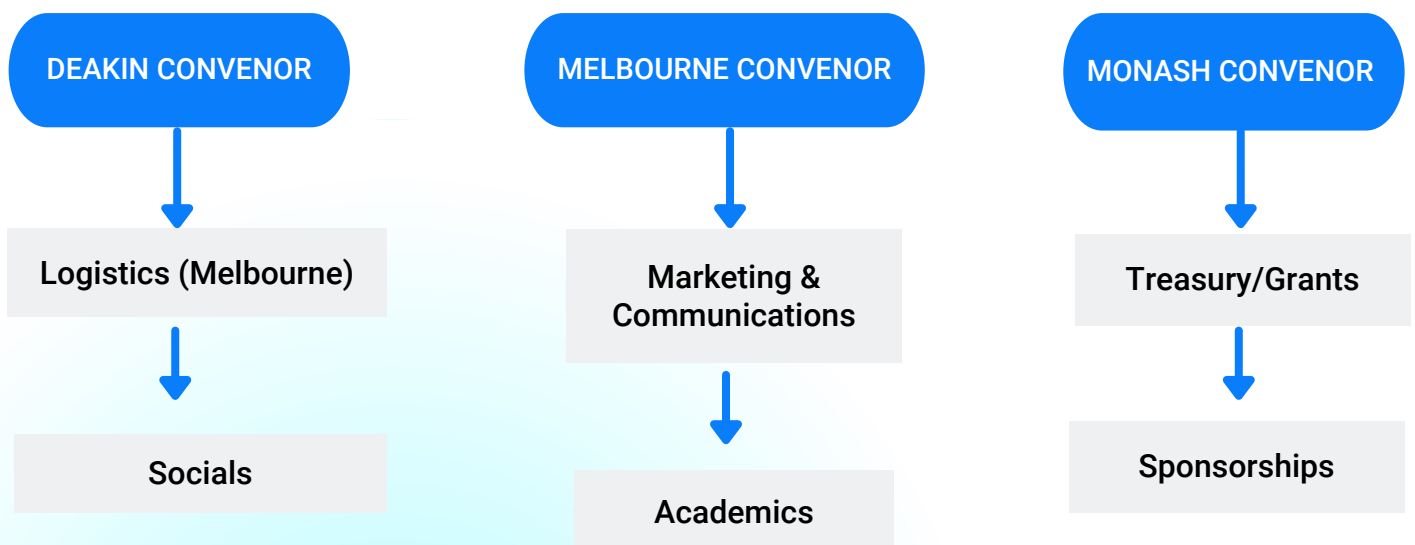 DEAKIN CONVENOR
MELBOURNE CONVENOR
MONASH CONVENOR
Logistics (Melbourne)
Marketing &
Communications
Treasury/Grants
Socials
Academics
Sponsorships